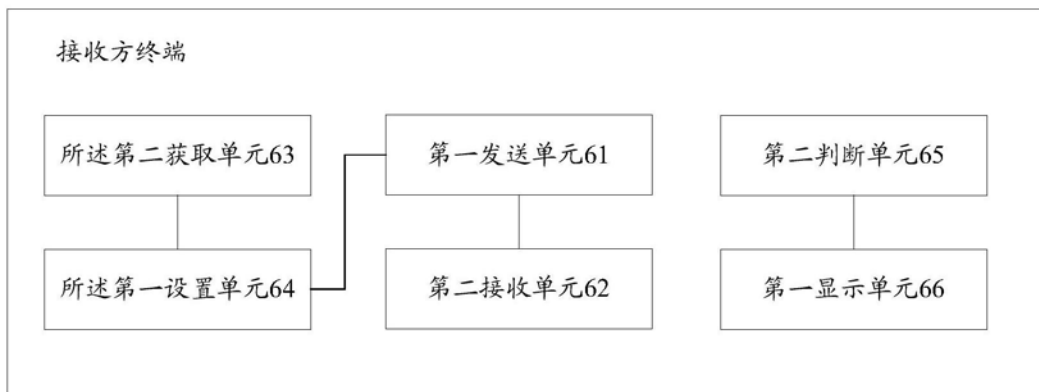 接收方终端
所述第二获取单元63
第一发送单元61
第二判断单元65
所述第一设置单元64
第二接收单元62
第一显示单元66